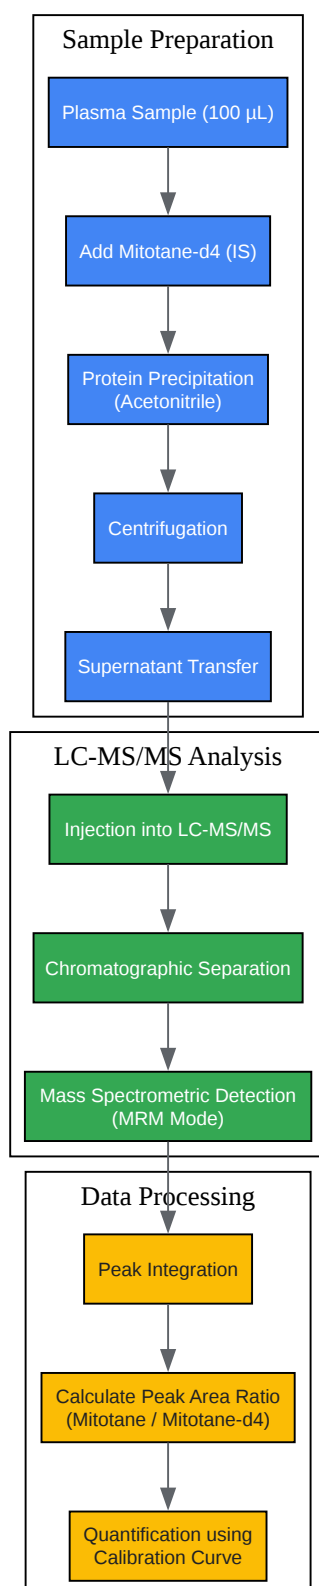 Sample Preparation
Plasma Sample (100 µL)
Add Mitotane-d4 (IS)
Protein Precipitation
(Acetonitrile)
Centrifugation
Supernatant Transfer
LC-MS/MS Analysis
Injection into LC-MS/MS
Chromatographic Separation
Mass Spectrometric Detection
(MRM Mode)
Data Processing
Peak Integration
Calculate Peak Area Ratio
(Mitotane / Mitotane-d4)
Quantification using
Calibration Curve